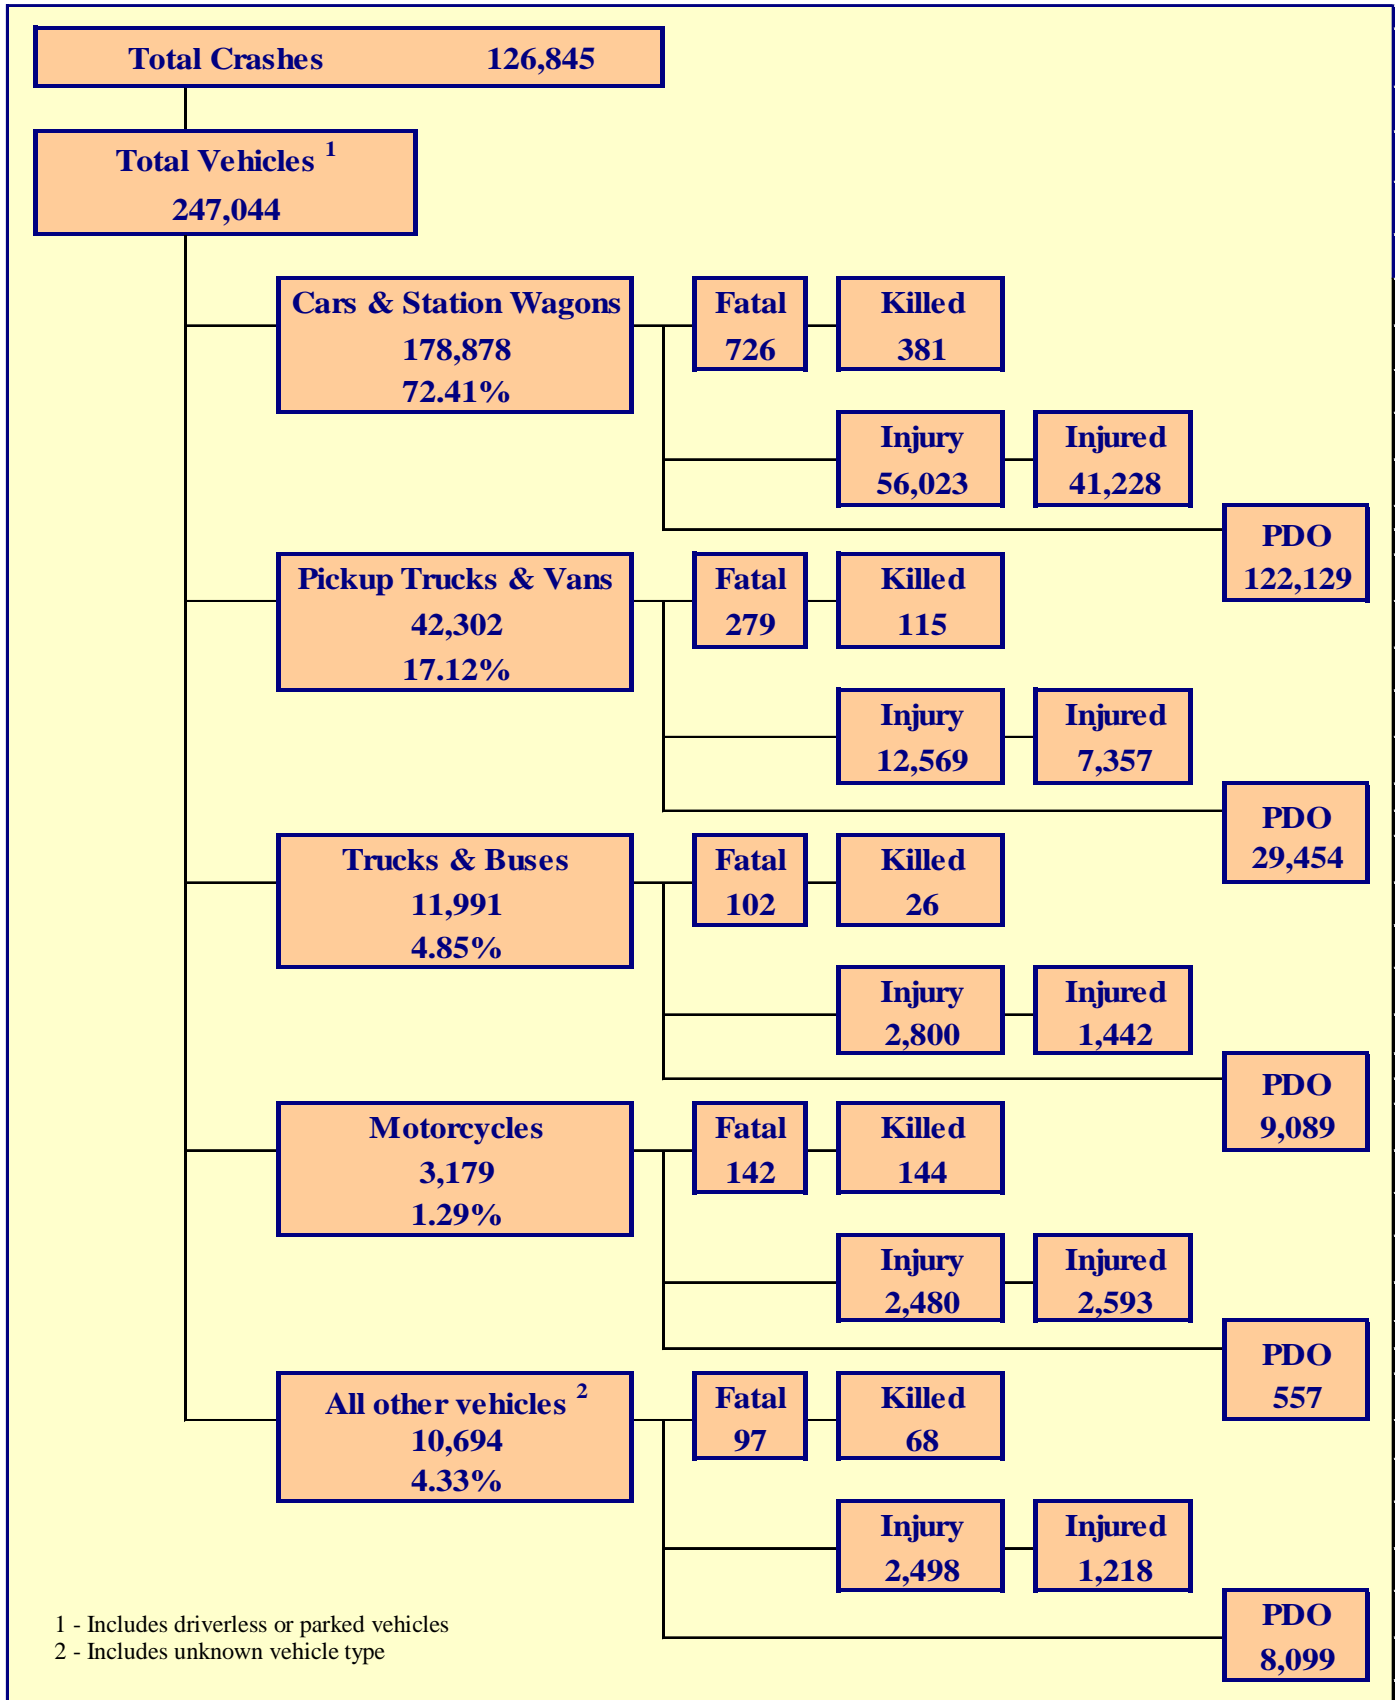 Total Crashes 126,845
Total Vehicles 1
247,044
Cars & Station Wagons
178,878
72.41%
Fatal
726
Killed
381
Injury
56,023
Injured
41,228
PDO
122,129
Pickup Trucks & Vans
42,302
17.12%
Fatal
279
Killed
115
Injury
12,569
Injured
7,357
PDO
29,454
Trucks & Buses
11,991
4.85%
Fatal
102
Killed
26
Injury
2,800
Injured
1,442
PDO
9,089
Motorcycles
3,179
1.29%
Fatal
142
Killed
144
Injury
2,480
Injured
2,593
PDO
557
All other vehicles 2
10,694
4.33%
Fatal
97
Killed
68
Injury
2,498
Injured
1,218
PDO
8,099
1 - Includes driverless or parked vehicles
2 - Includes unknown vehicle type